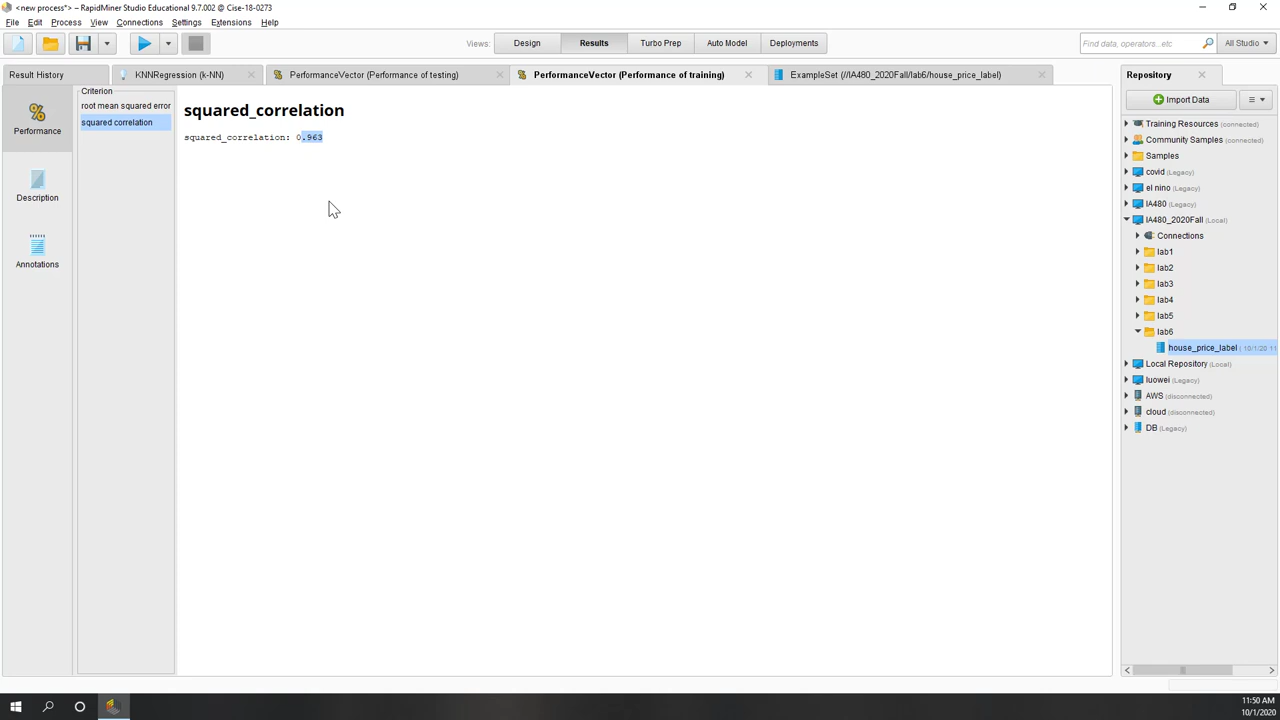 <new process*> – RapidMiner Studio Educational 9.7.002 @ Cise-18-0273
File Edit Process View Connections Settings Extensions Help
Views: Design Results Turbo Prep Auto Model Deployments Find data, operators...etc All Studio
Result History KNNRegression (k-NN) PerformanceVector (Performance of testing) PerformanceVector (Performance of training) ExampleSet (//IA480_2020Fall/lab6/house_price_label) Repository
Performance
Description
Annotations
Criterion
root mean squared error
squared correlation
squared_correlation
squared_correlation: 0.963
Import Data
Training Resources (connected)
Community Samples (connected)
Samples
covid (Legacy)
el nino (Legacy)
IA480 (Legacy)
IA480_2020Fall (Local)
Connections
lab1
lab2
lab3
lab4
lab5
lab6
house_price_label ( 10/1/20 11
Local Repository (Local)
luowei (Legacy)
AWS (disconnected)
cloud (disconnected)
DB (Legacy)
11:50 AM
10/1/2020